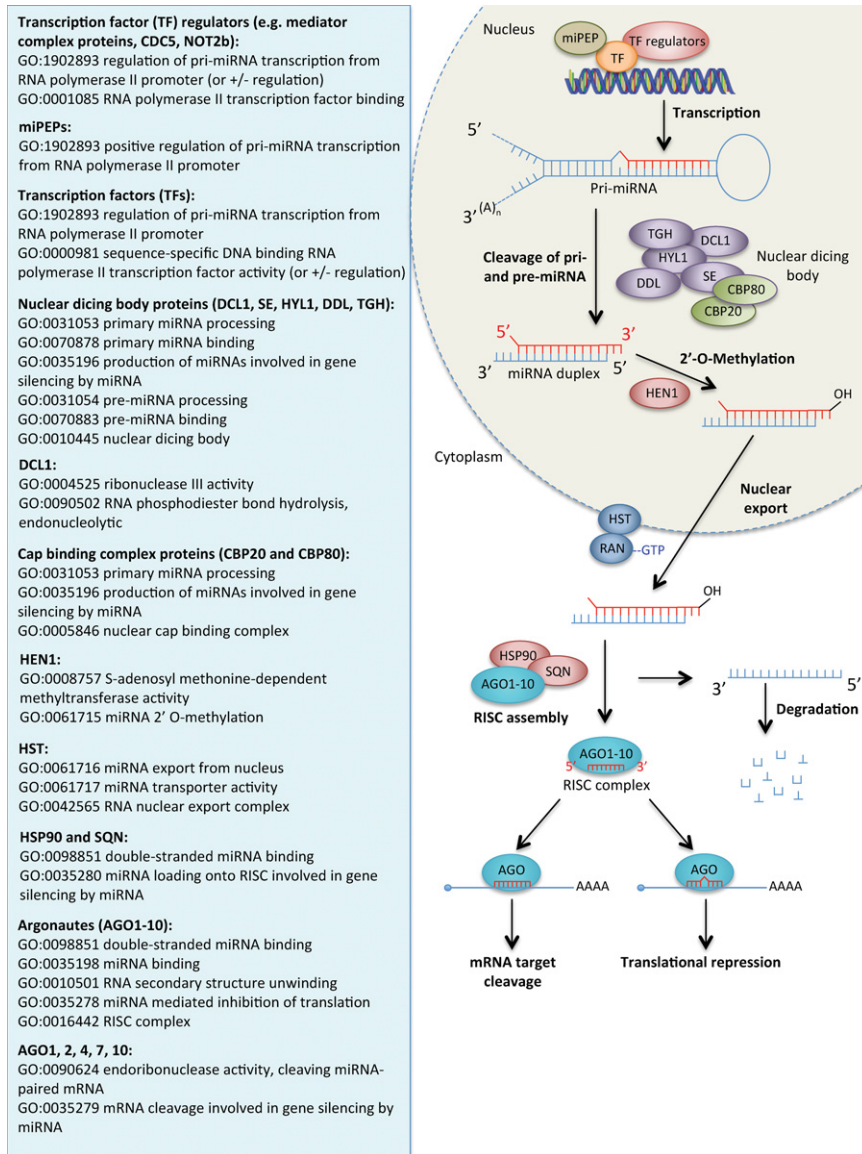 Transcription factor (TF) regulators (e.g. mediator
complex proteins, CDC5, NOT2b):
GO:1902893 regulation of pri-miRNA transcription from
RNA polymerase II promoter (or +/- regulation)
GO:0001085 RNA polymerase II transcription factor binding
miPEPs:
GO:1902893 positive regulation of pri-miRNA transcription
from RNA polymerase II promoter
Transcription factors (TFs):
GO:1902893 regulation of pri-miRNA transcription from
RNA polymerase II promoter
GO:0000981 sequence-specific DNA binding RNA
polymerase II transcription factor activity (or +/- regulation)
Nuclear dicing body proteins (DCL1, SE, HYL1, DDL, TGH):
GO:0031053 primary miRNA processing
GO:0070878 primary miRNA binding
GO:0035196 production of miRNAs involved in gene
silencing by miRNA
GO:0031054 pre-miRNA processing
GO:0070883 pre-miRNA binding
GO:0010445 nuclear dicing body
DCL1:
GO:0004525 ribonuclease III activity
GO:0090502 RNA phosphodiester bond hydrolysis,
endonucleolytic
Cap binding complex proteins (CBP20 and CBP80):
GO:0031053 primary miRNA processing
GO:0035196 production of miRNAs involved in gene
silencing by miRNA
GO:0005846 nuclear cap binding complex
HEN1:
GO:0008757 S-adenosyl methonine-dependent
methyltransferase activity
GO:0061715 miRNA 2’ O-methylation
HST:
GO:0061716 miRNA export from nucleus
GO:0061717 miRNA transporter activity
GO:0042565 RNA nuclear export complex
HSP90 and SQN:
GO:0098851 double-stranded miRNA binding
GO:0035280 miRNA loading onto RISC involved in gene
silencing by miRNA
Argonautes (AGO1-10):
GO:0098851 double-stranded miRNA binding
GO:0035198 miRNA binding
GO:0010501 RNA secondary structure unwinding
GO:0035278 miRNA mediated inhibition of translation
GO:0016442 RISC complex
AGO1, 2, 4, 7, 10:
GO:0090624 endoribonuclease activity, cleaving miRNA-
paired mRNA
GO:0035279 mRNA cleavage involved in gene silencing by
miRNA
Nucleus
miPEP
TF regulators
TF
Transcription
5’
Pri-miRNA
3’ (A)n
Cleavage of pri-
and pre-miRNA
TGH
DCL1
HYL1
DDL
SE
CBP80
CBP20
Nuclear dicing
body
5’
3’
3’
miRNA duplex
5’
2’-O-Methylation
HEN1
OH
Cytoplasm
Nuclear
export
HST
RAN
--GTP
OH
HSP90
SQN
AGO1-10
RISC assembly
3’
5’
Degradation
AGO1-10
5’
3’
RISC complex
AGO
AAAA
AGO
AAAA
mRNA target
cleavage
Translational repression